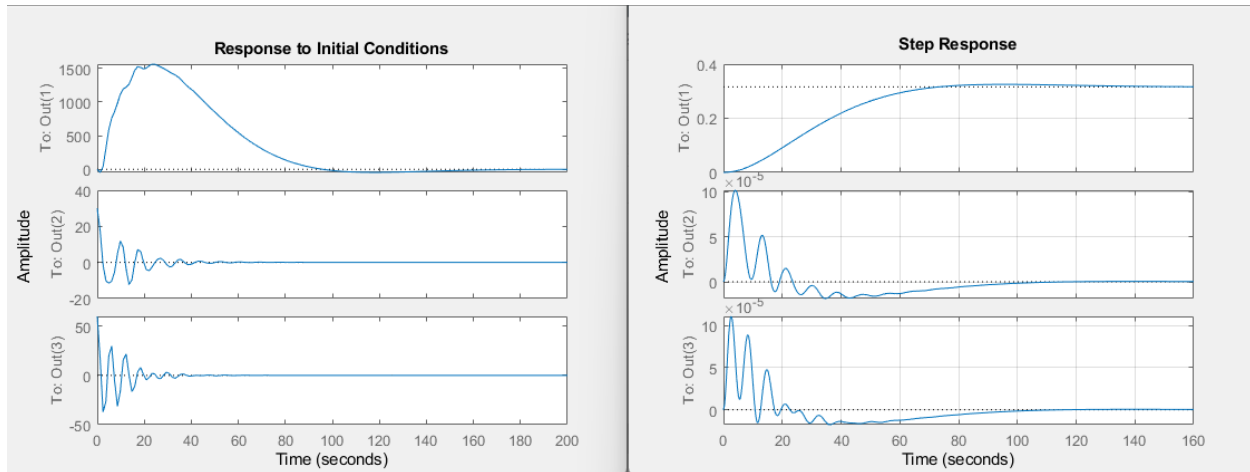 Response to Initial Conditions
1500
1000
500
0
To: Out(1)
40
20
0
-20
To: Out(2)
Amplitude
50
0
-50
To: Out(3)
0 20 40 60 80 100 120 140 160 180 200
Time (seconds)
Step Response
0.4
0.2
0
To: Out(1)
×10-5
10
5
0
To: Out(2)
Amplitude
×10-5
10
5
0
To: Out(3)
0 20 40 60 80 100 120 140 160
Time (seconds)